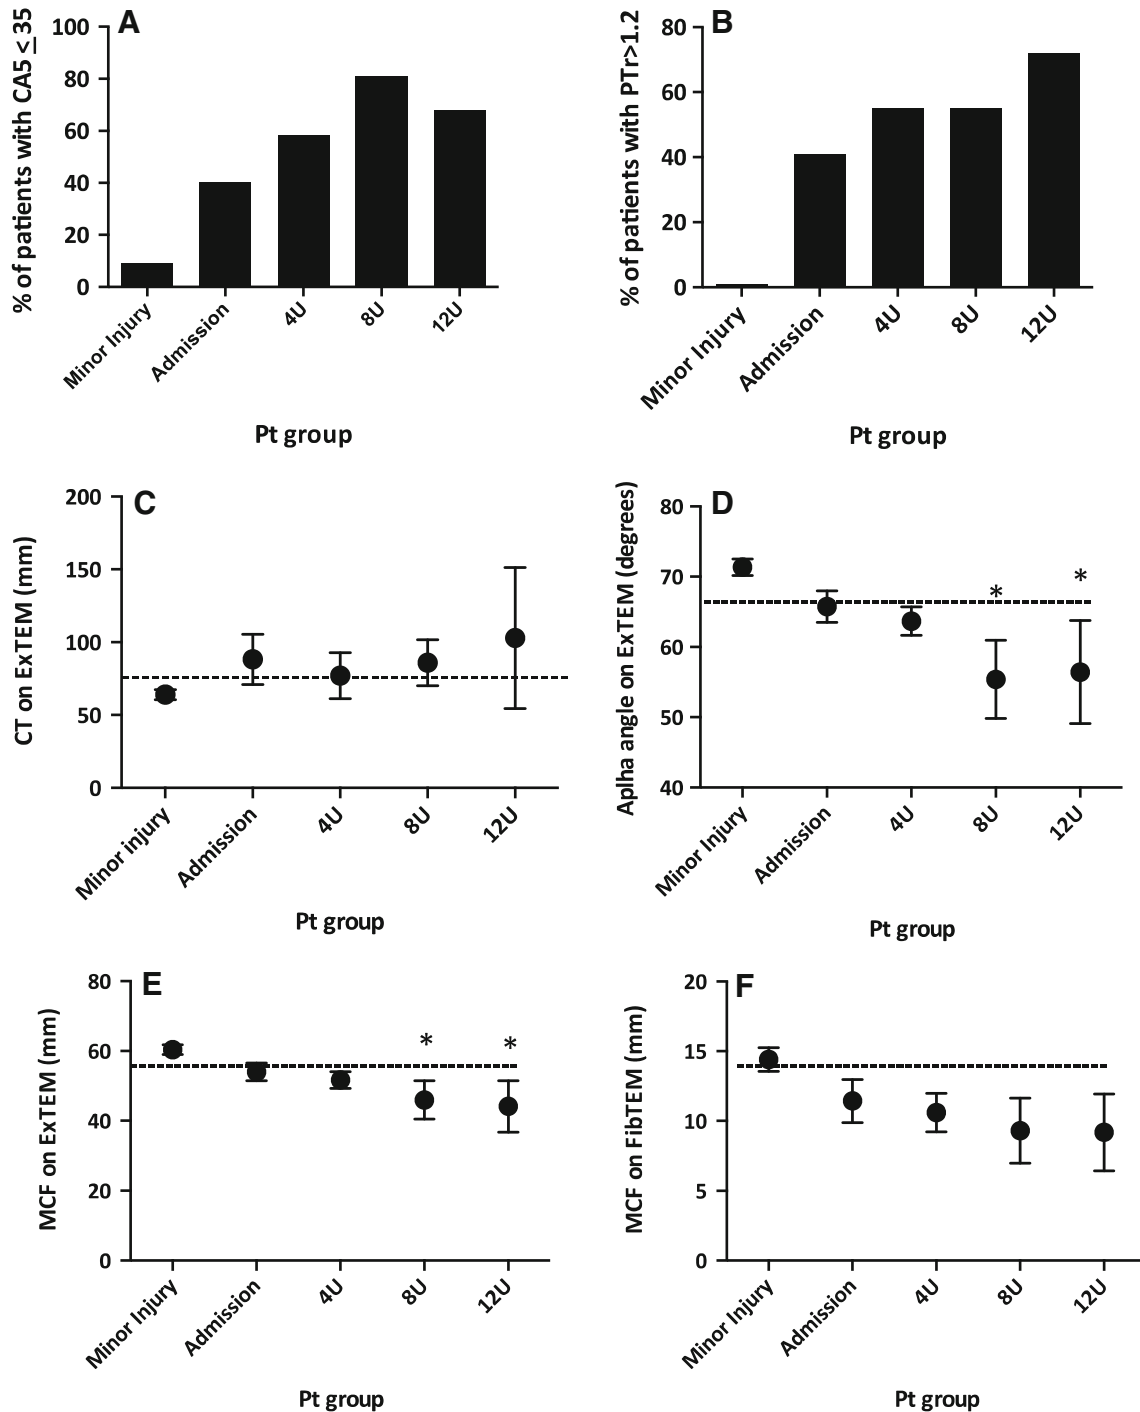 A
% of patients with CA5 ≤ 35
100
80
60
40
20
0
Minor Injury
Admission
4U
8U
12U
Pt group
B
% of patients with PTr>1.2
80
60
40
20
0
Minor Injury
Admission
4U
8U
12U
Pt group
C
CT on ExTEM (mm)
200
150
100
50
0
Minor injury
Admission
4U
8U
12U
Pt group
D
Aplha angle on ExTEM (degrees)
80
70
60
50
40
* *
Minor Injury
Admission
4U
8U
12U
Pt group
E
MCF on ExTEM (mm)
80
60
40
20
0
* *
Minor Injury
Admission
4U
8U
12U
Pt group
F
MCF on FibTEM (mm)
20
15
10
5
0
Minor Injury
Admission
4U
8U
12U
Pt group